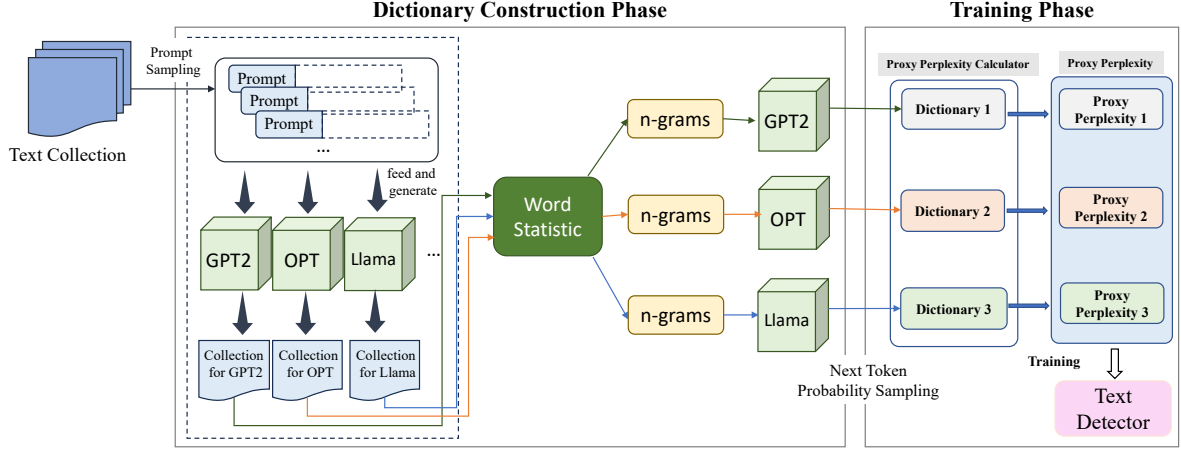 Dictionary Construction Phase
Training Phase
Text Collection
Prompt
Sampling
Prompt
Prompt
Prompt
...
feed and
generate
GPT2
OPT
Llama
...
Collection
for GPT2
Collection
for OPT
Collection
for Llama
Word
Statistic
n-grams
n-grams
n-grams
GPT2
OPT
Llama
Next Token
Probability Sampling
Proxy Perplexity Calculator
Dictionary 1
Dictionary 2
Dictionary 3
Proxy Perplexity
Proxy
Perplexity 1
Proxy
Perplexity 2
Proxy
Perplexity 3
Training
Text
Detector